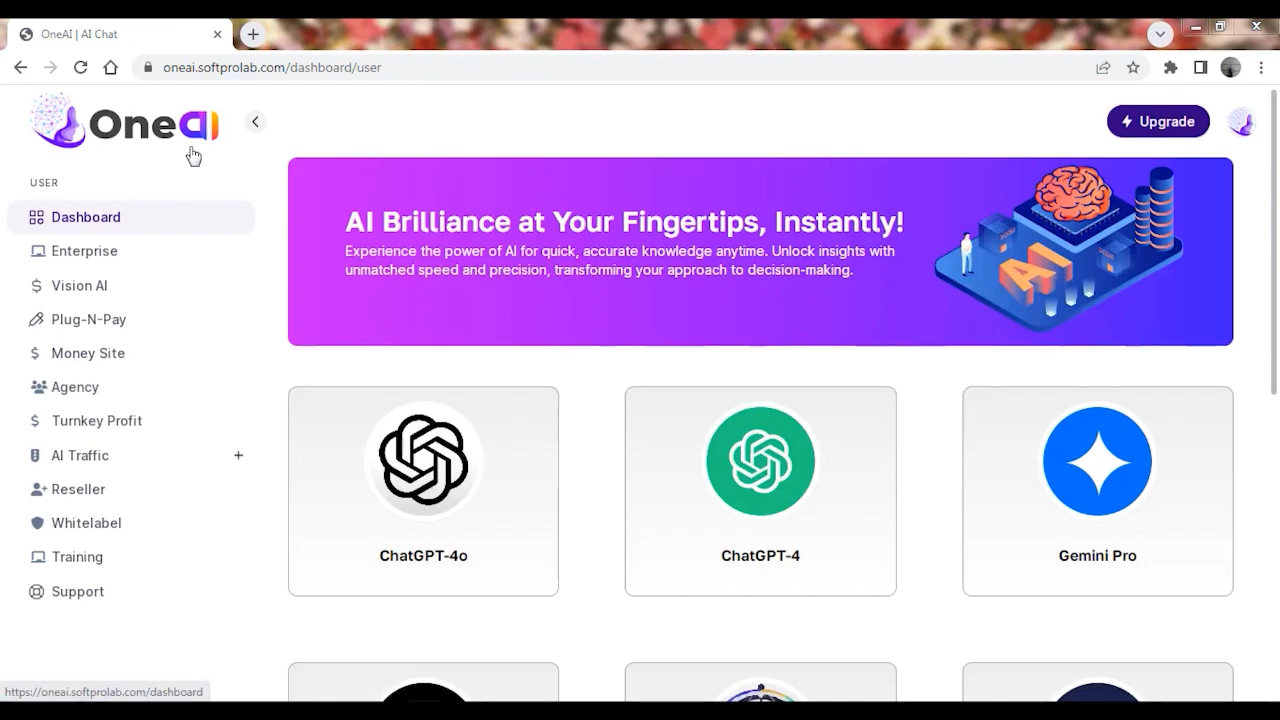 OneAI | AI Chat
oneai.softprolab.com/dashboard/user
Oneai
Upgrade
USER
Dashboard
Enterprise
Vision AI
Plug-N-Pay
Money Site
Agency
Turnkey Profit
AI Traffic +
Reseller
Whitelabel
Training
Support
AI Brilliance at Your Fingertips, Instantly!
Experience the power of AI for quick, accurate knowledge anytime. Unlock insights with
unmatched speed and precision, transforming your approach to decision-making.
AI
ChatGPT-4o
ChatGPT-4
Gemini Pro
https://oneai.softprolab.com/dashboard